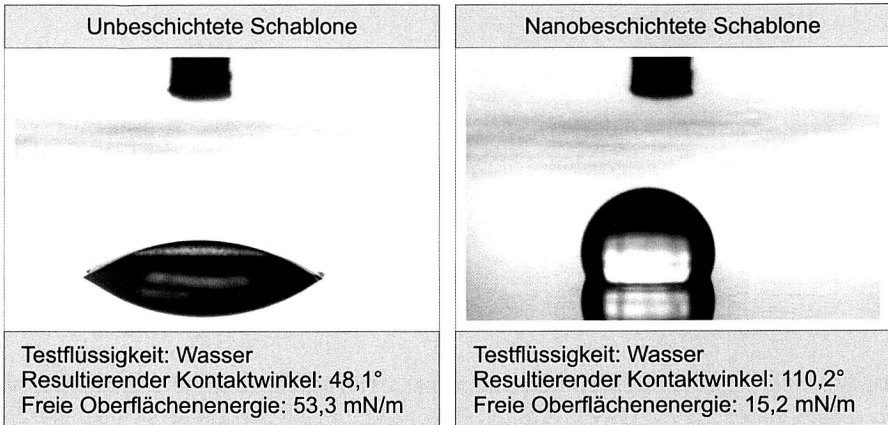 Unbeschichtete Schablone
Testflüssigkeit: Wasser
Resultierender Kontaktwinkel: 48,1°
Freie Oberflächenenergie: 53,3 mN/m
Nanobeschichtete Schablone
Testflüssigkeit: Wasser
Resultierender Kontaktwinkel: 110,2°
Freie Oberflächenenergie: 15,2 mN/m